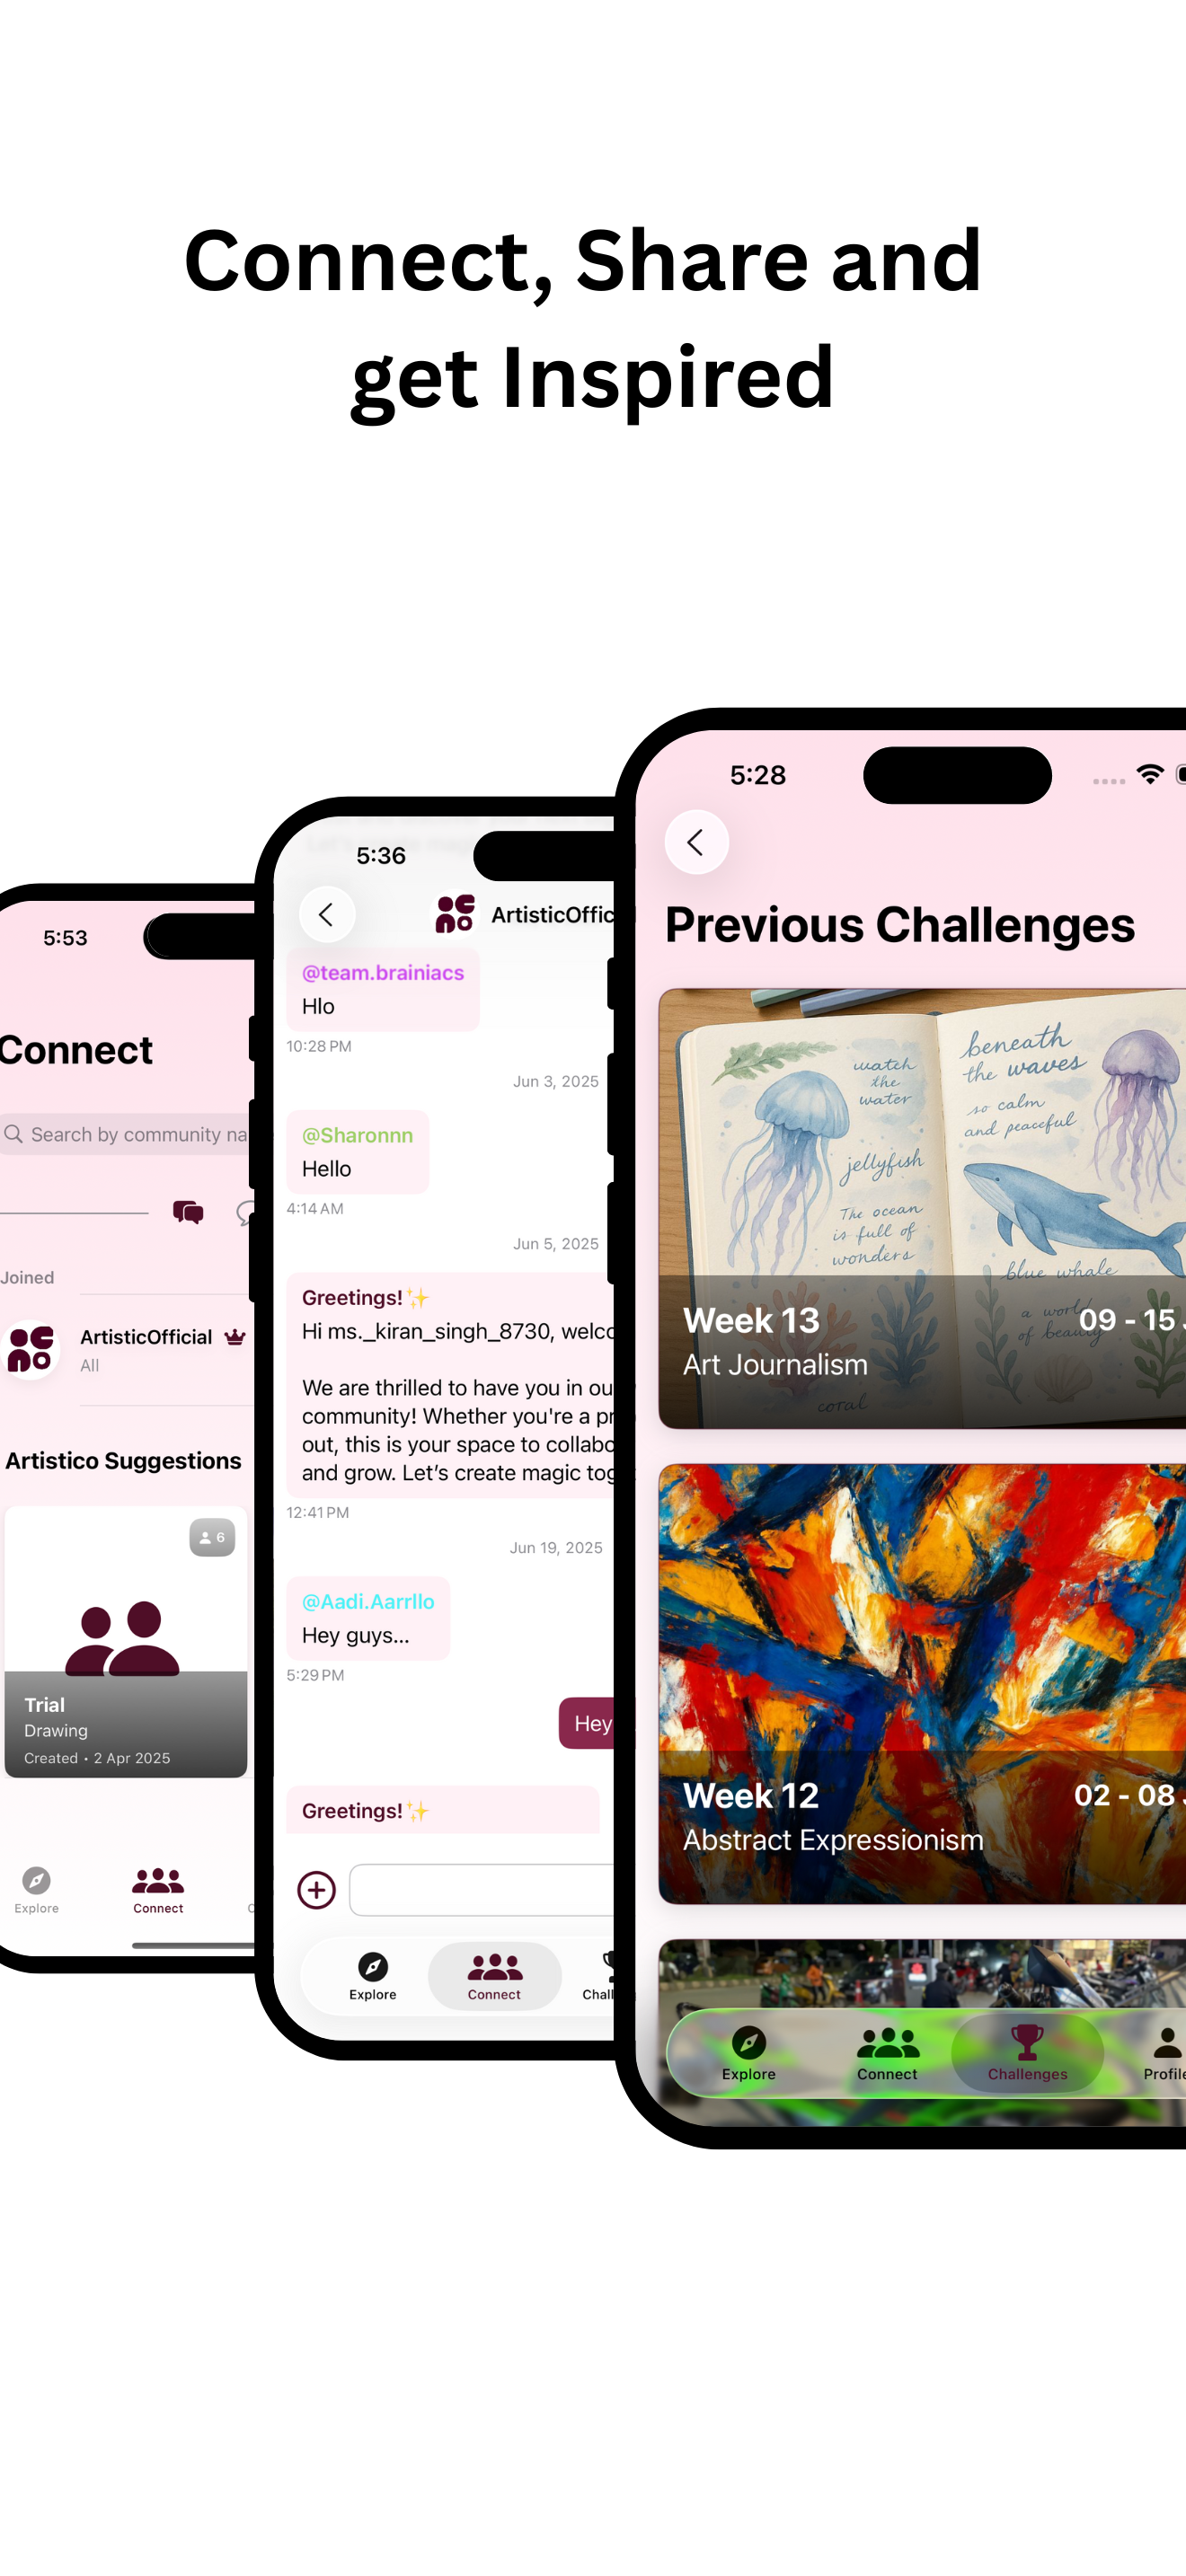 Connect, Share and
get Inspired
5:53
Connect
Search by community na
Joined
ArtisticOfficial
All
Artistico Suggestions
6
Trial
Drawing
Created • 2 Apr 2025
Explore
Connect
5:36
ArtisticOffic
@team.brainiacs
Hlo
10:28 PM
Jun 3, 2025
@Sharonnn
Hello
4:14 AM
Jun 5, 2025
Greetings!✨
Hi ms._kiran_singh_8730, welco
We are thrilled to have you in ou
community! Whether you're a pr
out, this is your space to collabo
and grow. Let's create magic tog
12:41 PM
Jun 19, 2025
@Aadi.Aarrllo
Hey guys...
5:29 PM
Hey
Greetings!✨
Explore
Connect
Chall
5:28
Previous Challenges
watch
the
water
beneath
the waves
so calm
and peaceful
jellyfish
The ocean
is full of
wonders
blue whale
a world
of beauty
coral
Week 13
09 - 15 J
Art Journalism
Week 12
02 - 08 J
Abstract Expressionism
Explore
Connect
Challenges
Profile